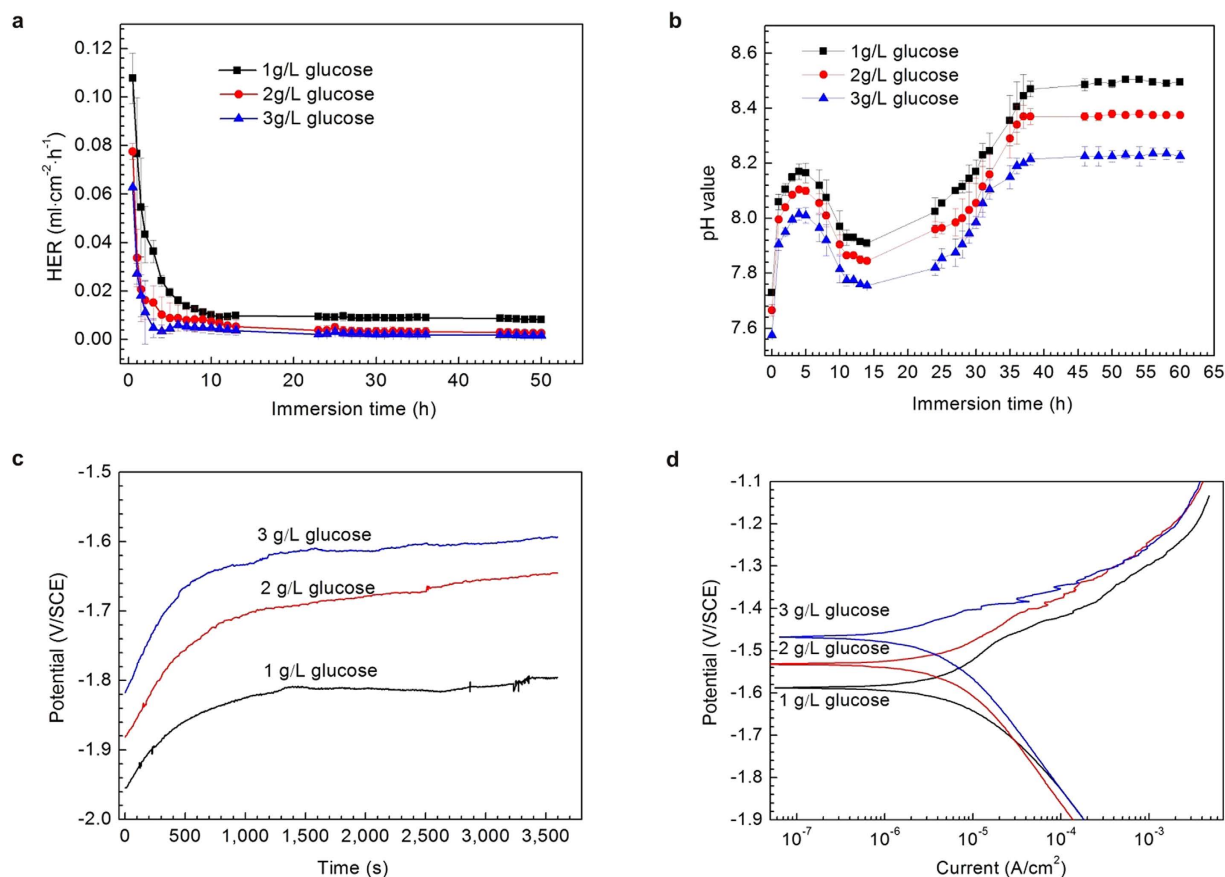 a
0.12
0.10
0.08
0.06
0.04
0.02
0.00
HER (ml·cm⁻²·h⁻¹)
1g/L glucose
2g/L glucose
3g/L glucose
0 10 20 30 40 50
Immersion time (h)
b
8.6
8.4
8.2
8.0
7.8
7.6
pH value
1g/L glucose
2g/L glucose
3g/L glucose
0 5 10 15 20 25 30 35 40 45 50 55 60 65
Immersion time (h)
c
-1.5
-1.6
-1.7
-1.8
-1.9
-2.0
Potential (V/SCE)
3 g/L glucose
2 g/L glucose
1 g/L glucose
0 500 1,000 1,500 2,000 2,500 3,000 3,500
Time (s)
d
-1.1
-1.2
-1.3
-1.4
-1.5
-1.6
-1.7
-1.8
-1.9
Potential (V/SCE)
3 g/L glucose
2 g/L glucose
1 g/L glucose
10⁻⁷ 10⁻⁶ 10⁻⁵ 10⁻⁴ 10⁻³
Current (A/cm²)